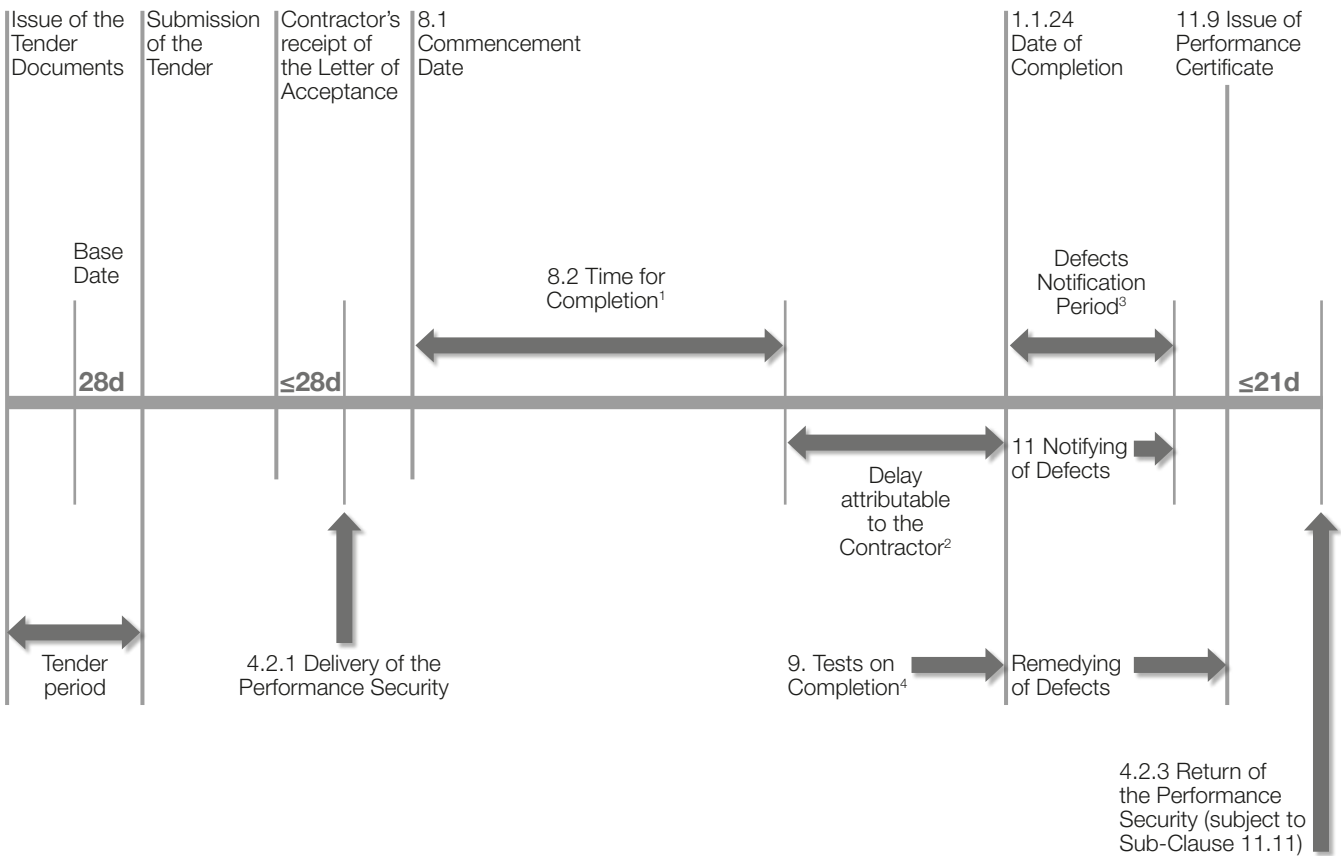 Issue of the
Tender
Documents
Submission
of the
Tender
Contractor’s
receipt of
the Letter of
Acceptance
8.1
Commencement
Date
1.1.24
Date of
Completion
11.9 Issue of
Performance
Certificate
Base
Date
8.2 Time for
Completion¹
Defects
Notification
Period³
28d
≤28d
≤21d
Delay
attributable
to the
Contractor²
11 Notifying
of Defects
Tender
period
4.2.1 Delivery of the
Performance Security
9. Tests on
Completion⁴
Remedying
of Defects
4.2.3 Return of
the Performance
Security (subject to
Sub-Clause 11.11)